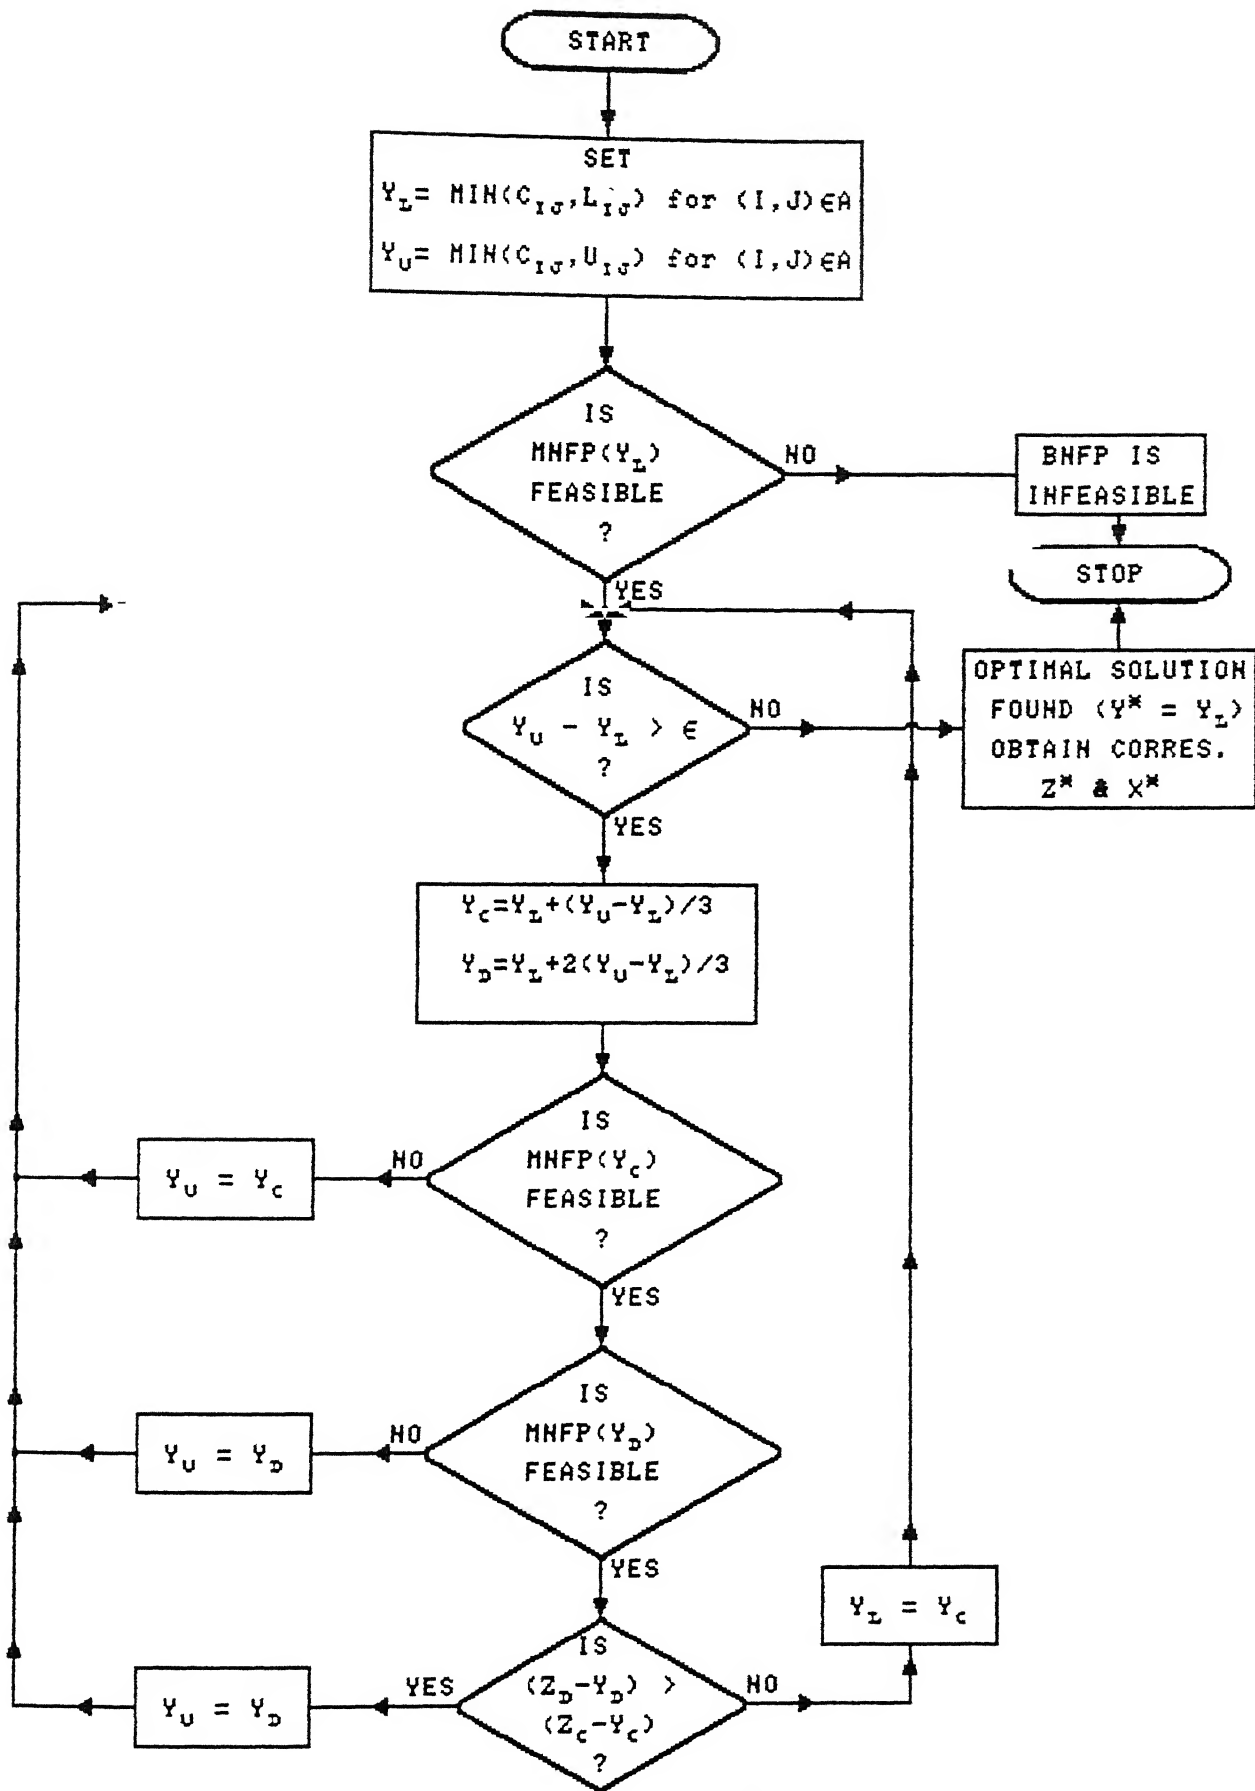 START
SET
Y_L= MIN(C_IJ,L_IJ) for (I,J)∈A
Y_U= MIN(C_IJ,U_IJ) for (I,J)∈A
IS
MNFP(Y_L)
FEASIBLE
?
NO
BNFP IS
INFEASIBLE
STOP
YES
IS
Y_U - Y_L > ∈
?
NO
OPTIMAL SOLUTION
FOUND (Y* = Y_L)
OBTAIN CORRES.
Z* & X*
YES
Y_C=Y_L+(Y_U-Y_L)/3
Y_D=Y_L+2(Y_U-Y_L)/3
IS
MNFP(Y_C)
FEASIBLE
?
NO
Y_U = Y_C
YES
IS
MNFP(Y_D)
FEASIBLE
?
NO
Y_U = Y_D
YES
Y_L = Y_C
IS
(Z_D-Y_D) >
(Z_C-Y_C)
?
YES
Y_U = Y_D
NO